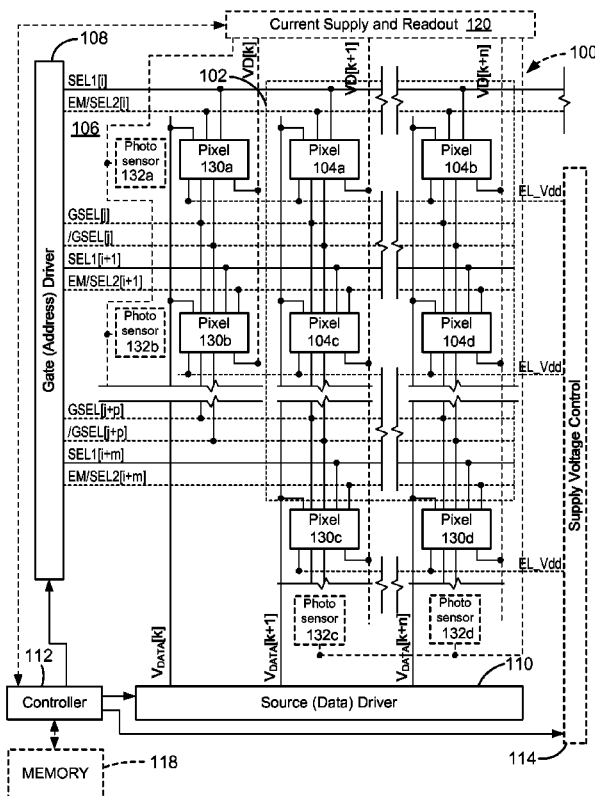 Current Supply and Readout 120
108
100
SEL1[i]
102
VD[k]
VD[k+1]
VD[k+n]
EM/SEL2[i]
106
Photo
sensor
132a
Pixel
130a
Pixel
104a
Pixel
104b
EL_Vdd
GSEL[j]
/GSEL[j]
SEL1[i+1]
EM/SEL2[i+1]
Photo
sensor
132b
Pixel
130b
Pixel
104c
Pixel
104d
EL_Vdd
Gate (Address) Driver
Supply Voltage Control
GSEL[j+p]
/GSEL[j+p]
SEL1[i+m]
EM/SEL2[i+m]
Pixel
130c
Pixel
130d
EL_Vdd
Photo
sensor
132c
Photo
sensor
132d
VDATA[k]
VDATA[k+1]
VDATA[k+n]
112
110
Controller
Source (Data) Driver
114
MEMORY
118